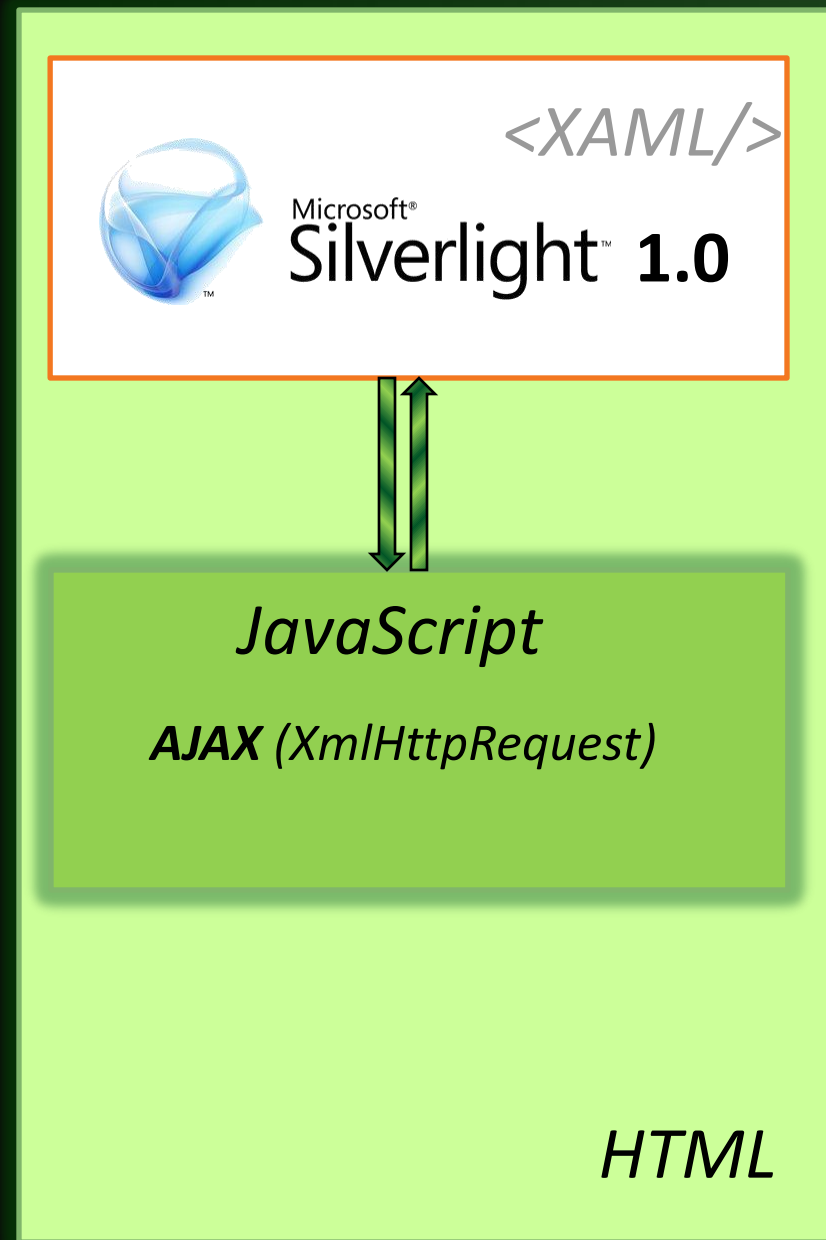 <XAML/>
Microsoft®
Silverlight™ 1.0
™
JavaScript
AJAX (XmlHttpRequest)
HTML